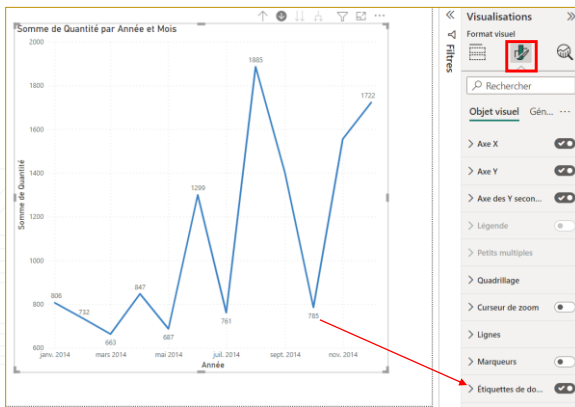 Somme de Quantité par Année et Mois
2000
1800
1600
1400
1200
1000
800
600
Somme de Quantité
806
732
663
847
687
1299
761
1885
785
1722
janv. 2014
mars 2014
mai 2014
juil. 2014
sept. 2014
nov. 2014
Année
Filtres
Visualisations
Format visuel
Rechercher
Objet visuel Gén... ...
Axe X
Axe Y
Axe des Y secon...
Légende
Petits multiples
Quadrillage
Curseur de zoom
Lignes
Marqueurs
Étiquettes de do...